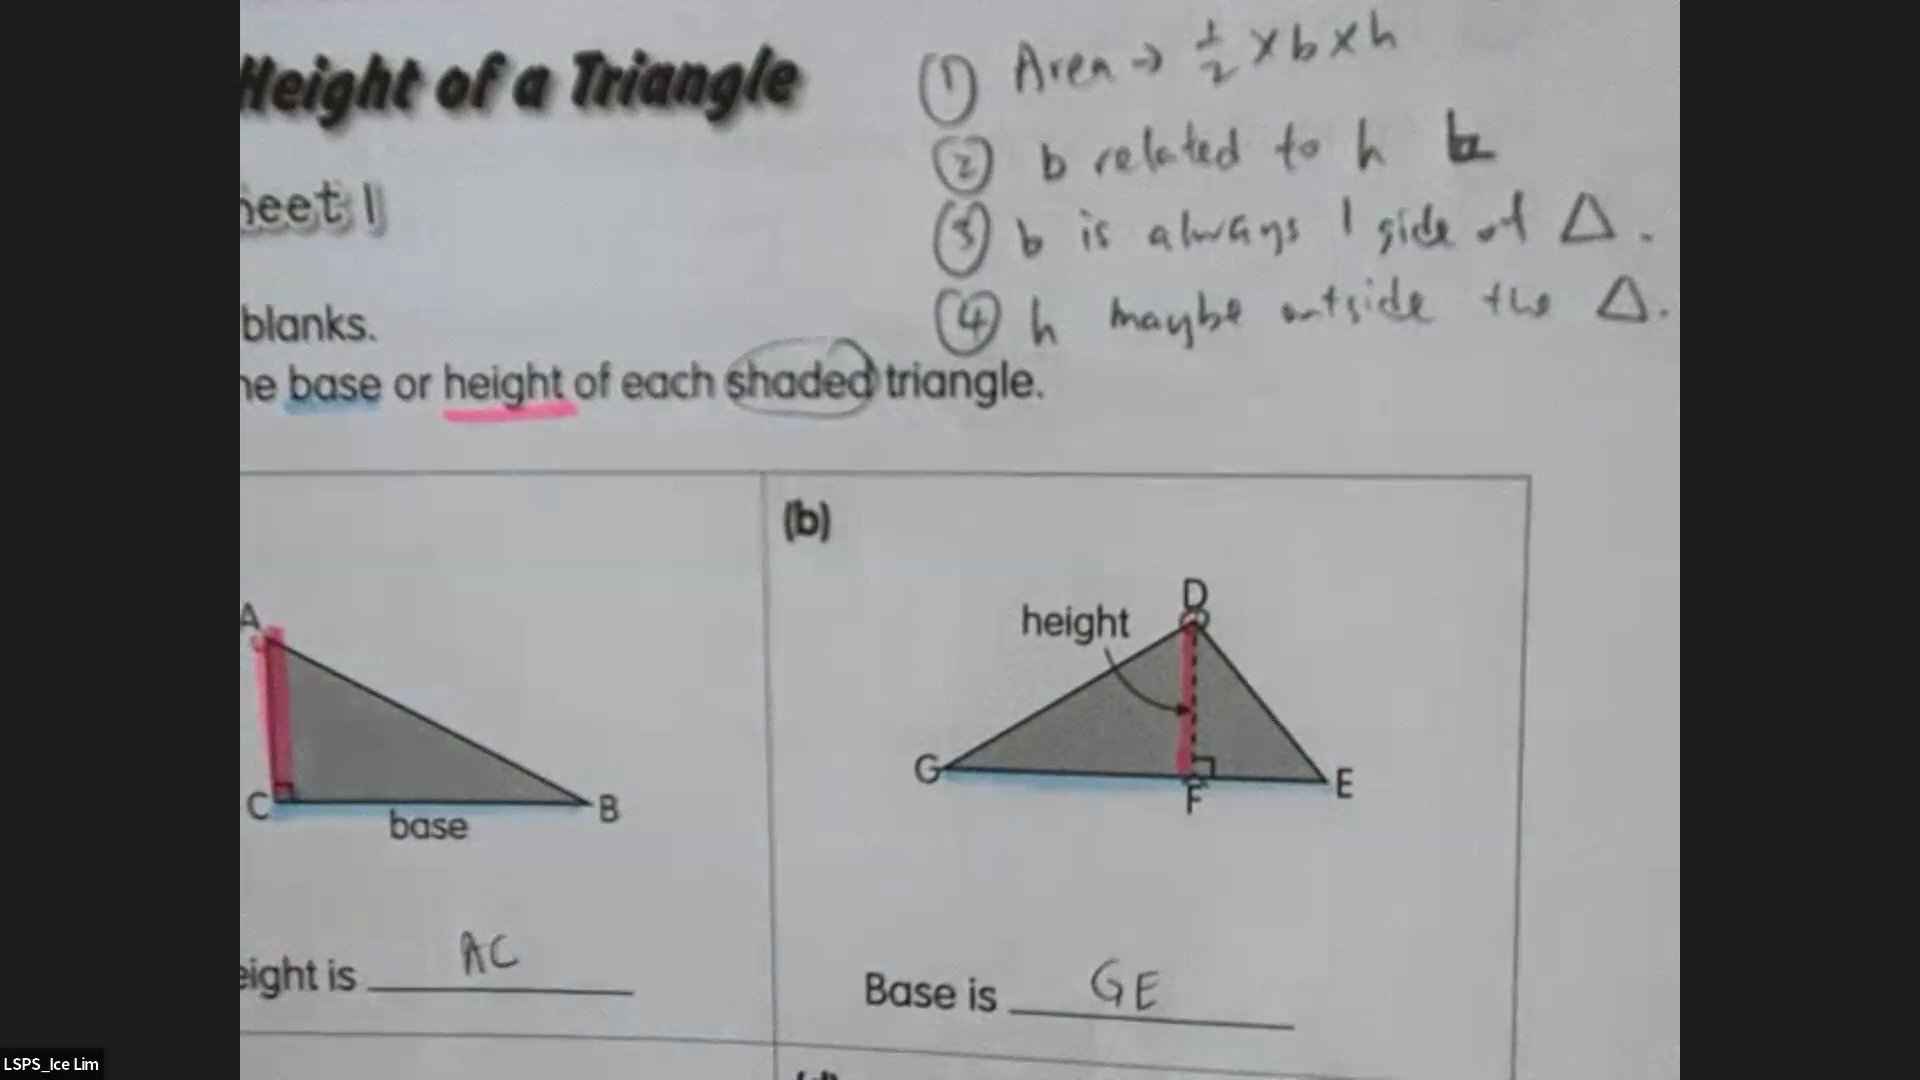 Height of a Triangle
heet 1
① Area → 1/2 × b × h
② b related to h
③ b is always 1 side of △.
④ h maybe outside the △.
blanks.
he base or height of each shaded triangle.
A
C
B
base
eight is AC
(b)
height
D
G
F
E
Base is GE
LSPS_Ice Lim